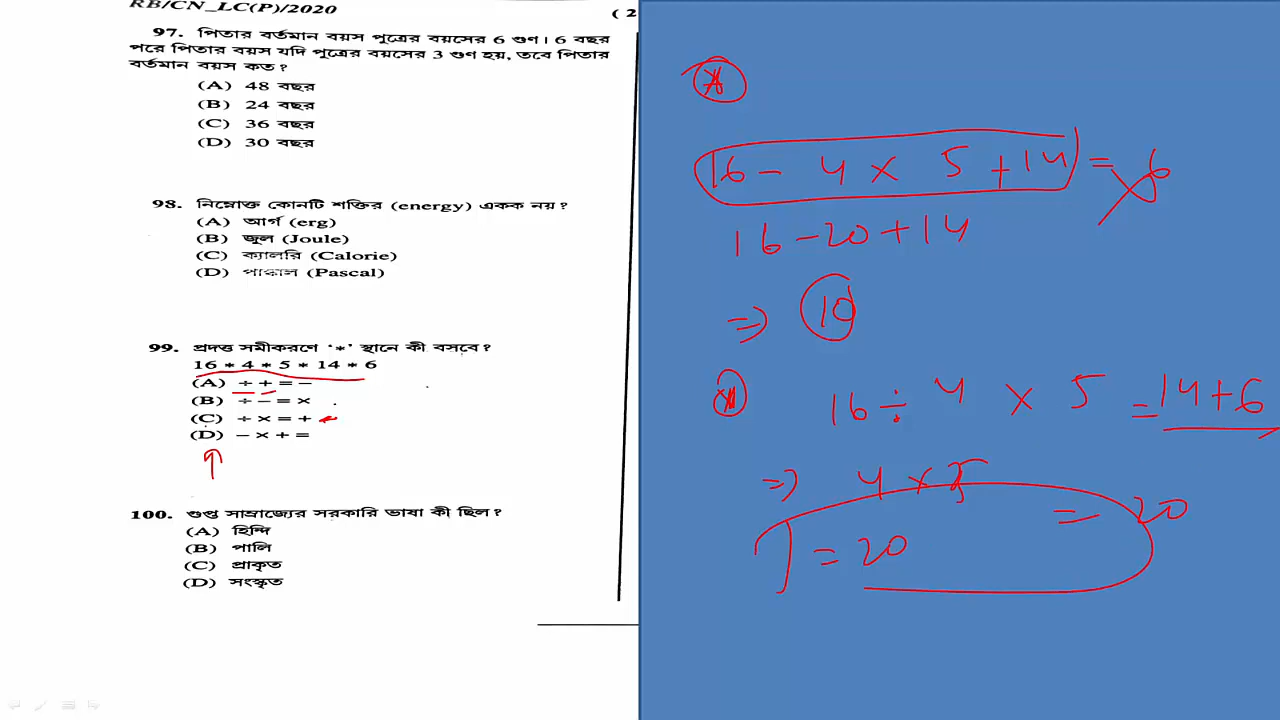 RB/CN_LC(P)/2020
( 2
97. পিতার বর্তমান বয়স পুত্রের বয়সের 6 গুণ। 6 বছর
পরে পিতার বয়স যদি পুত্রের বয়সের 3 গুণ হয়, তবে পিতার
বর্তমান বয়স কত ?
(A) 48 বছর
(B) 24 বছর
(C) 36 বছর
(D) 30 বছর
98. নিম্নোক্ত কোনটি শক্তির (energy) একক নয় ?
(A) আর্গ (erg)
(B) জুল (Joule)
(C) ক্যালরি (Calorie)
(D) পাস্কাল (Pascal)
99. প্রদত্ত সমীকরণে '*' স্থানে কী বসবে ?
16 * 4 * 5 * 14 * 6
(A) ÷ + = −
(B) ÷ − = ×
(C) ÷ × = +
(D) − × + =
100. গুপ্ত সাম্রাজ্যের সরকারি ভাষা কী ছিল ?
(A) হিন্দি
(B) পালি
(C) প্রাকৃত
(D) সংস্কৃত
16 − 4 × 5 + 14 = 6
16 − 20 + 14
⇒ 10
16 ÷ 4 × 5 = 14 + 6
⇒ 4 × 5 = 20
= 20